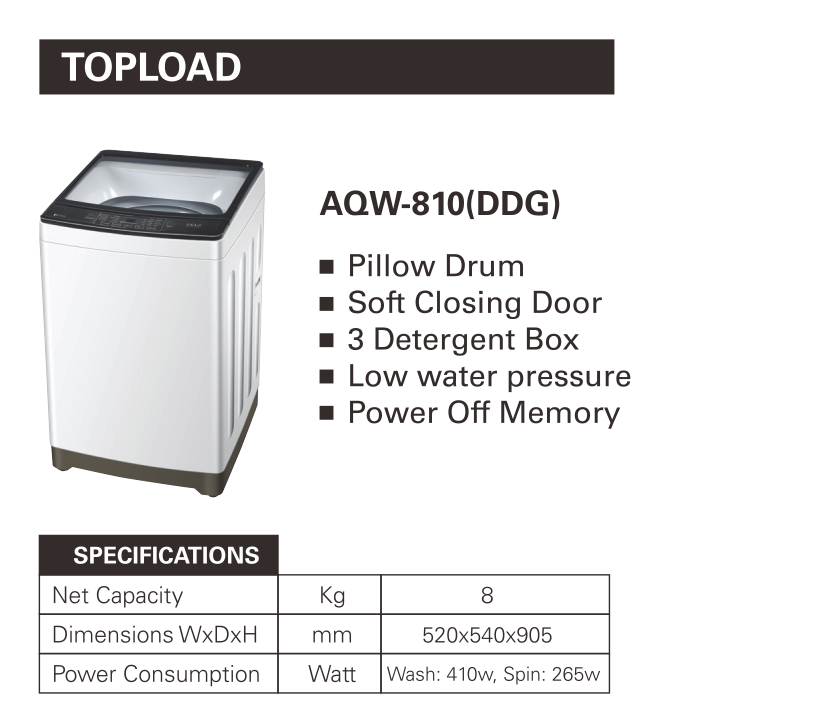 TOPLOAD
AQW-810(DDG)
■ Pillow Drum
■ Soft Closing Door
■ 3 Detergent Box
■ Low water pressure
■ Power Off Memory
SPECIFICATIONS
Net Capacity Kg 8
Dimensions WxDxH mm 520x540x905
Power Consumption Watt Wash: 410w, Spin: 265w